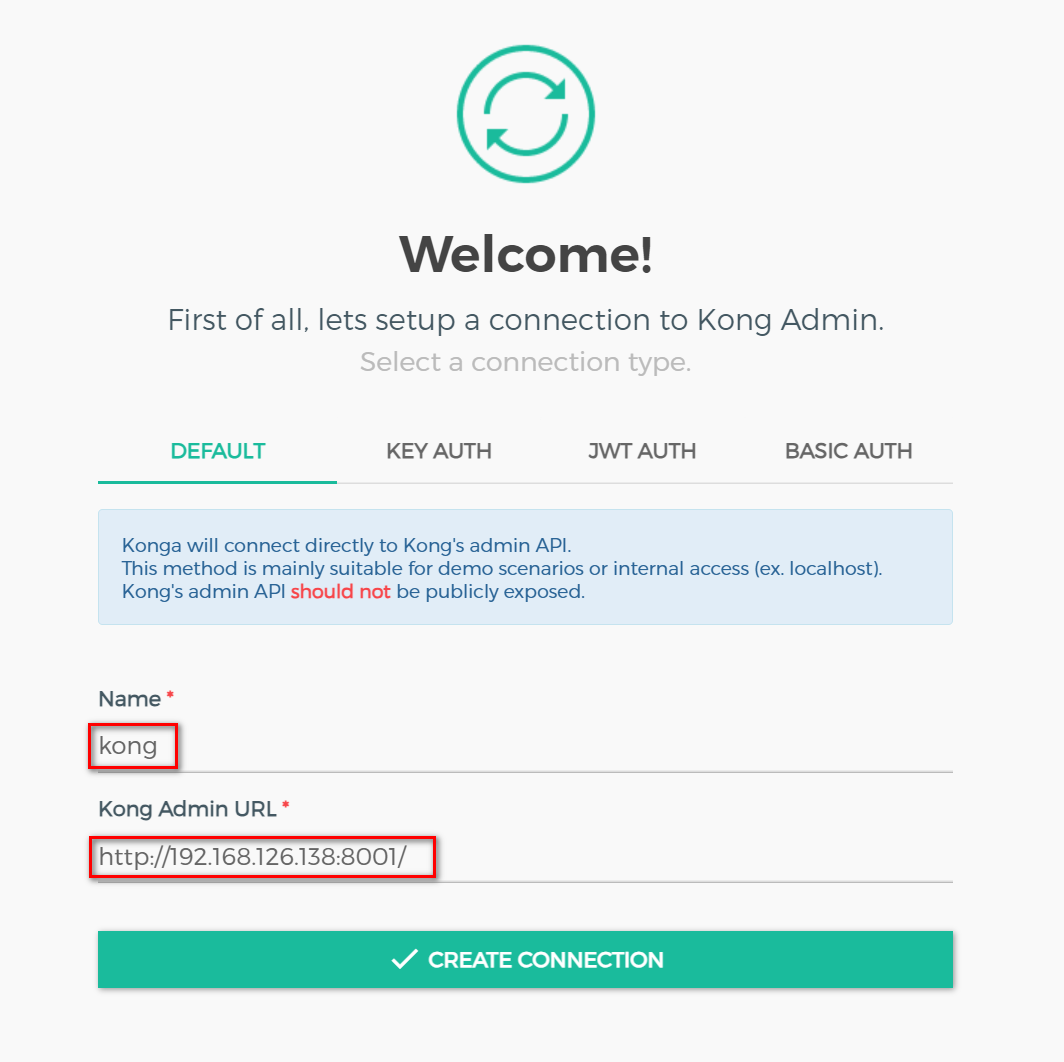 Welcome!
First of all, lets setup a connection to Kong Admin.
Select a connection type.
DEFAULT KEY AUTH JWT AUTH BASIC AUTH
Konga will connect directly to Kong's admin API.
This method is mainly suitable for demo scenarios or internal access (ex. localhost).
Kong's admin API should not be publicly exposed.
Name *
kong
Kong Admin URL *
http://192.168.126.138:8001/
CREATE CONNECTION